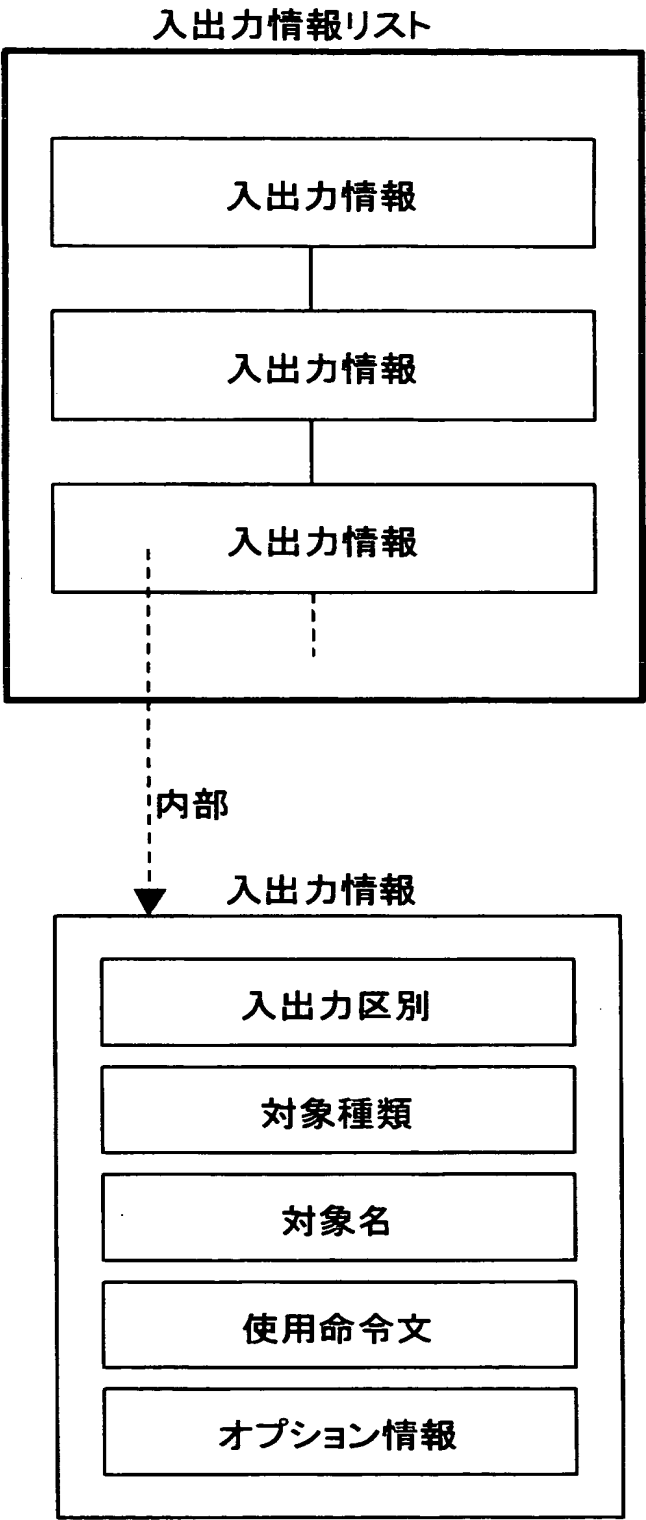 入出力情報リスト
入出力情報
入出力情報
入出力情報
内部
入出力情報
入出力区別
対象種類
対象名
使用命令文
オプション情報